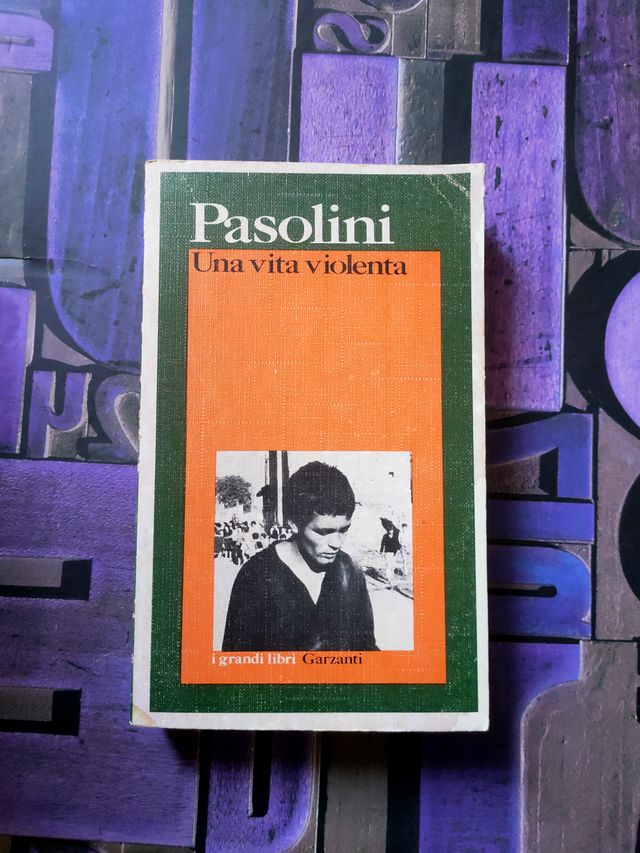 Pasolini
Una vita violenta
i grandi libri Garzanti